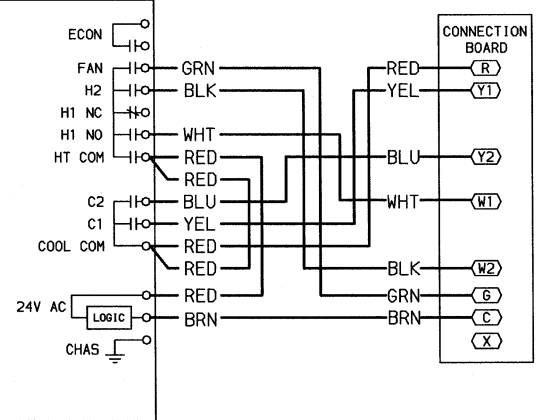 CONNECTION
BOARD
ECON
FAN GRN RED R
H2 BLK YEL Y1
H1 NC
H1 NO WHT
HT COM RED BLU Y2
RED
C2 BLU WHT W1
C1 YEL
COOL COM RED
RED BLK W2
RED GRN G
24V AC
LOGIC BRN BRN C
CHAS X